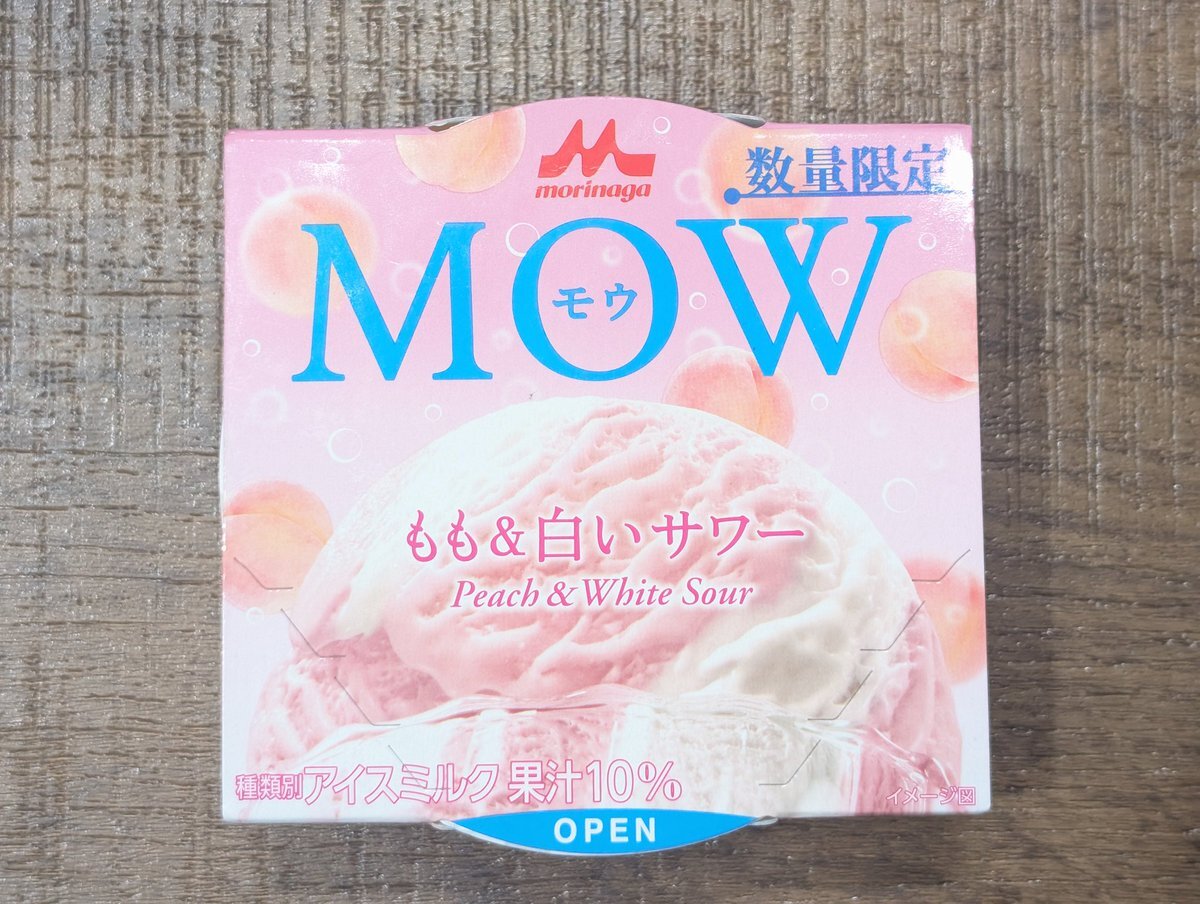 morinaga
数量限定
MOW
モウ
もも&白いサワー
Peach & White Sour
種類別アイスミルク 果汁10%
イメージ図
OPEN